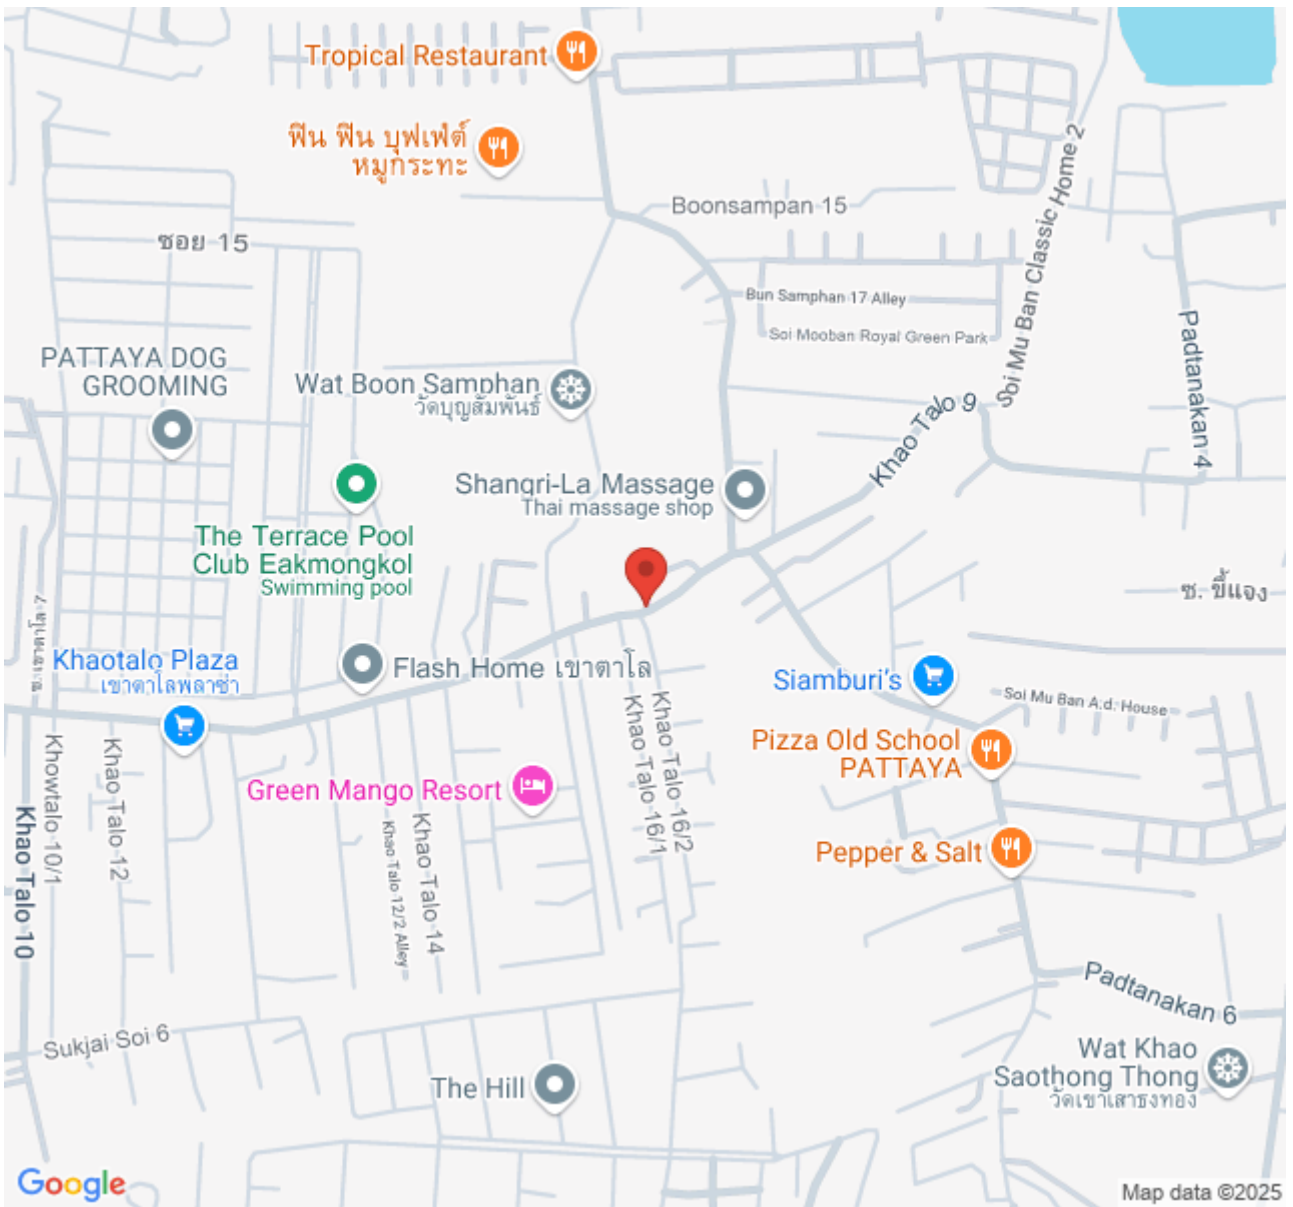 Tropical Restaurant
ฟิน ฟิน บุฟเฟ่ต์
หมูกระทะ
Boonsampan 15
ซอย 15
Soi Mu Ban Classic Home 2
Bun Samphan 17 Alley
Soi Mooban Royal Green Park
Padtanakan 4
PATTAYA DOG
GROOMING
Wat Boon Samphan
วัดบุญสัมพันธ์
Khao Talo 9
Shangri-La Massage
Thai massage shop
The Terrace Pool
Club Eakmongkol
Swimming pool
ซ. ขี้แจง
Khaotalo Plaza
เขาตาโลพลาซ่า
Flash Home เขาตาโล
Siamburi's
Soi Mu Ban A.d. House
Khao Talo 16/2
Khao Talo 16/1
Pizza Old School
PATTAYA
Green Mango Resort
Khao Talo 10
Khowtalo 10/1
Khao Talo 12
Khao Talo 12/2 Alley
Khao Talo 14
Pepper & Salt
Padtanakan 6
Sukjai Soi 6
The Hill
Wat Khao
Saothong Thong
วัดเขาเสาธงทอง
Google
Map data ©2025